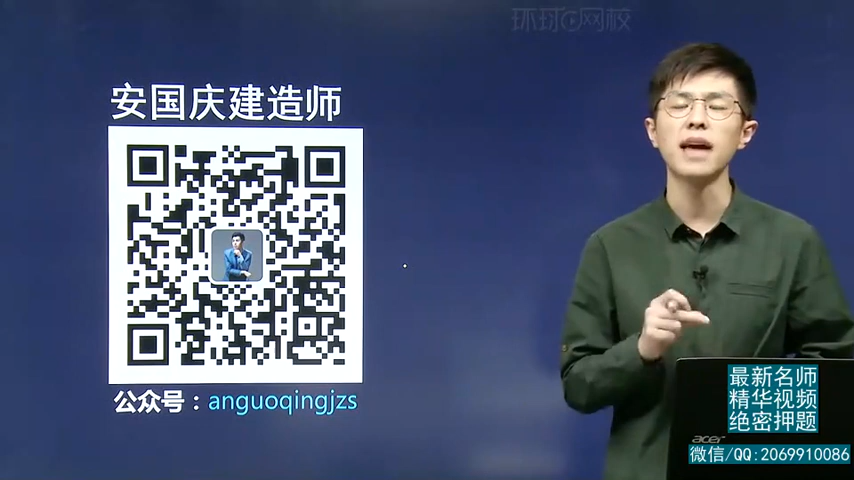 环球网校
安国庆建造师
公众号：anguoqingjzs
acer
最新名师
精华视频
绝密押题
微信/QQ:2069910086